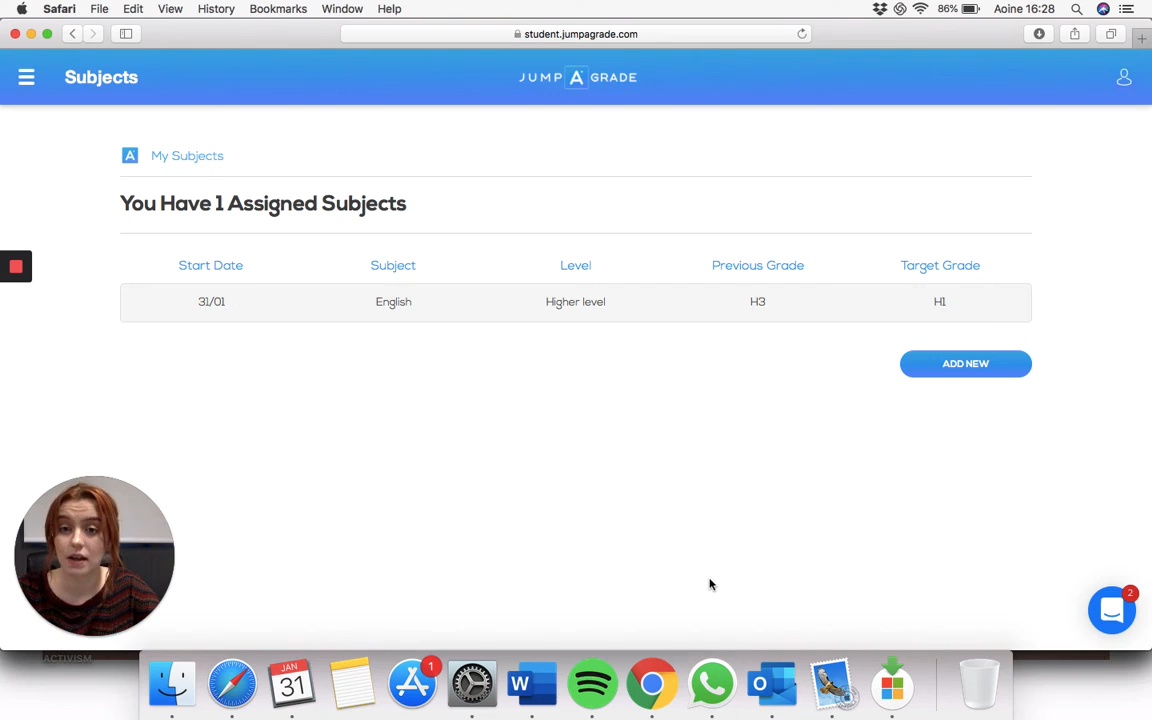 Safari File Edit View History Bookmarks Window Help 86% Aoine 16:28
student.jumpagrade.com
Subjects JUMP A GRADE
A My Subjects
You Have 1 Assigned Subjects
Start Date Subject Level Previous Grade Target Grade
31/01 English Higher level H3 H1
ADD NEW
2
ACTIVISM
JAN
31
1
W
O